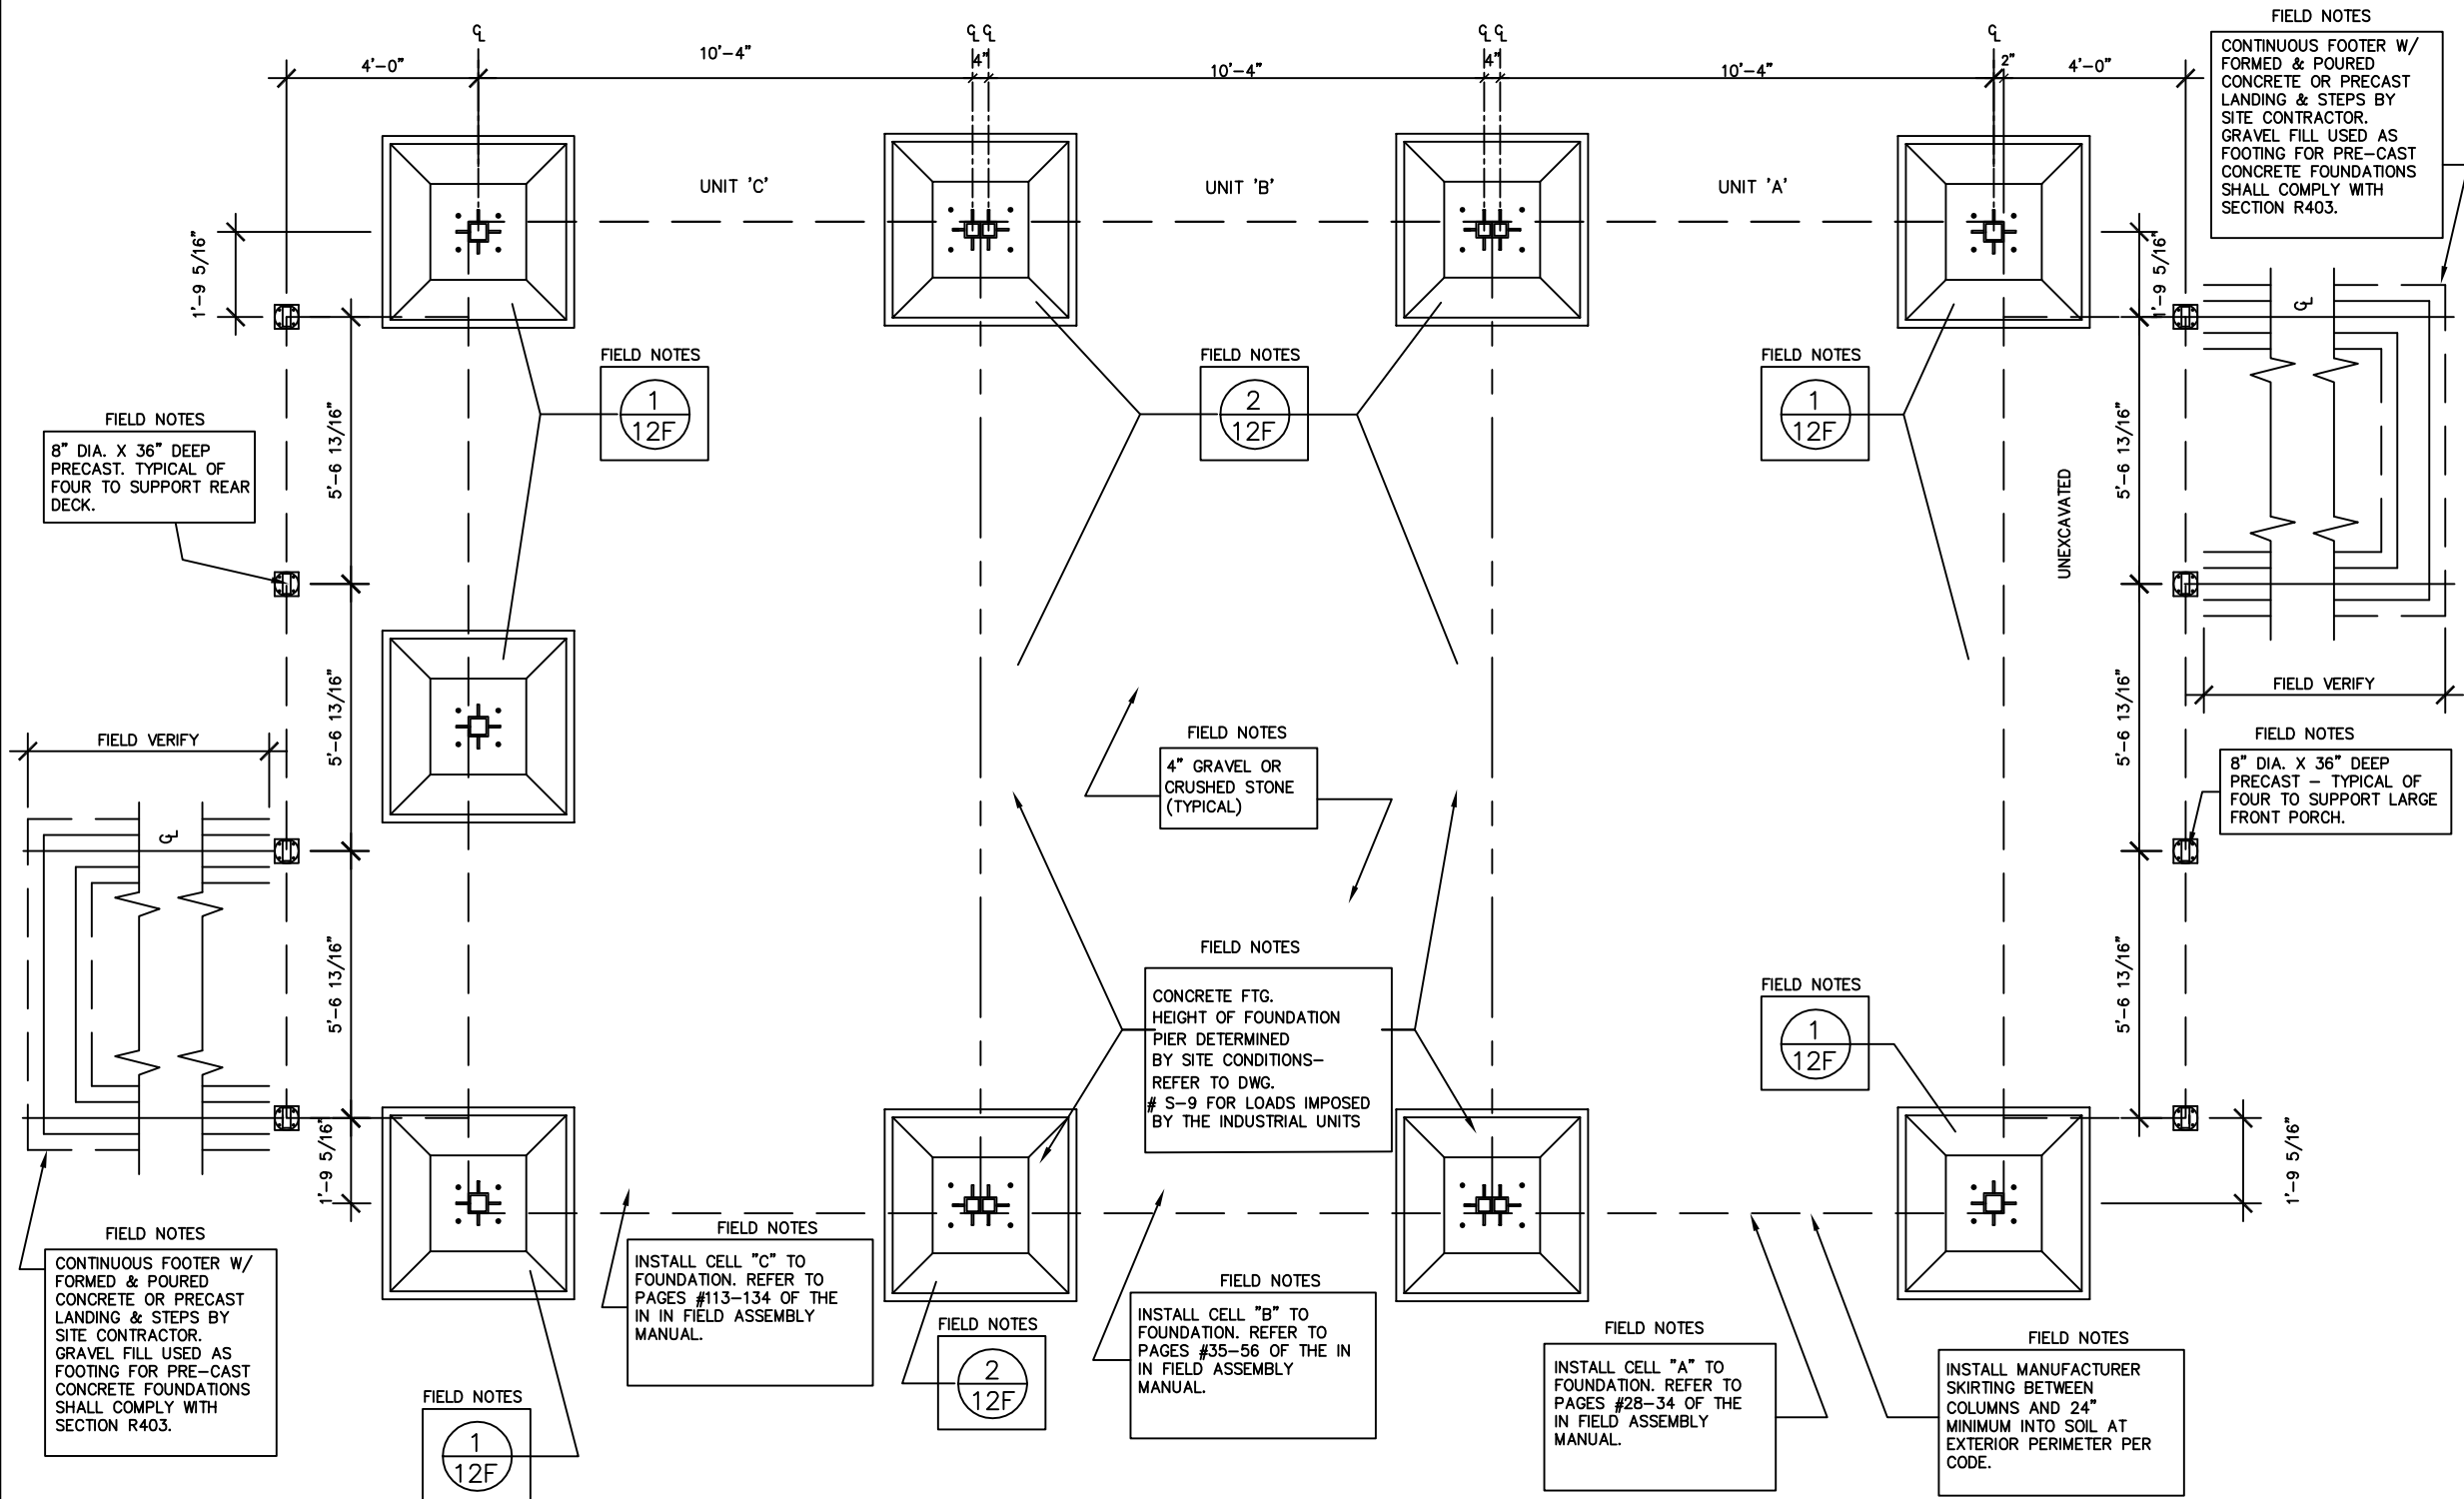 FIELD NOTES
CONTINUOUS FOOTER W/
FORMED & POURED
CONCRETE OR PRECAST
LANDING & STEPS BY
SITE CONTRACTOR.
GRAVEL FILL USED AS
FOOTING FOR PRE-CAST
CONCRETE FOUNDATIONS
SHALL COMPLY WITH
SECTION R403.
℄
℄ ℄
℄ ℄
℄
4'-0"
10'-4"
4"
10'-4"
4"
10'-4"
2"
4'-0"
UNIT 'C'
UNIT 'B'
UNIT 'A'
1'-9 5/16"
1'-9 5/16"
℄
FIELD NOTES
1
12F
FIELD NOTES
2
12F
FIELD NOTES
1
12F
FIELD NOTES
8" DIA. X 36" DEEP
PRECAST. TYPICAL OF
FOUR TO SUPPORT REAR
DECK.
5'-6 13/16"
UNEXCAVATED
5'-6 13/16"
FIELD VERIFY
5'-6 13/16"
5'-6 13/16"
FIELD VERIFY
FIELD NOTES
4" GRAVEL OR
CRUSHED STONE
(TYPICAL)
FIELD NOTES
8" DIA. X 36" DEEP
PRECAST - TYPICAL OF
FOUR TO SUPPORT LARGE
FRONT PORCH.
℄
5'-6 13/16"
5'-6 13/16"
FIELD NOTES
CONCRETE FTG.
HEIGHT OF FOUNDATION
PIER DETERMINED
BY SITE CONDITIONS-
REFER TO DWG.
# S-9 FOR LOADS IMPOSED
BY THE INDUSTRIAL UNITS
FIELD NOTES
1
12F
1'-9 5/16"
1'-9 5/16"
FIELD NOTES
CONTINUOUS FOOTER W/
FORMED & POURED
CONCRETE OR PRECAST
LANDING & STEPS BY
SITE CONTRACTOR.
GRAVEL FILL USED AS
FOOTING FOR PRE-CAST
CONCRETE FOUNDATIONS
SHALL COMPLY WITH
SECTION R403.
FIELD NOTES
1
12F
FIELD NOTES
INSTALL CELL "C" TO
FOUNDATION. REFER TO
PAGES #113-134 OF THE
IN IN FIELD ASSEMBLY
MANUAL.
FIELD NOTES
2
12F
FIELD NOTES
INSTALL CELL "B" TO
FOUNDATION. REFER TO
PAGES #35-56 OF THE IN
IN FIELD ASSEMBLY
MANUAL.
FIELD NOTES
INSTALL CELL "A" TO
FOUNDATION. REFER TO
PAGES #28-34 OF THE
IN FIELD ASSEMBLY
MANUAL.
FIELD NOTES
INSTALL MANUFACTURER
SKIRTING BETWEEN
COLUMNS AND 24"
MINIMUM INTO SOIL AT
EXTERIOR PERIMETER PER
CODE.